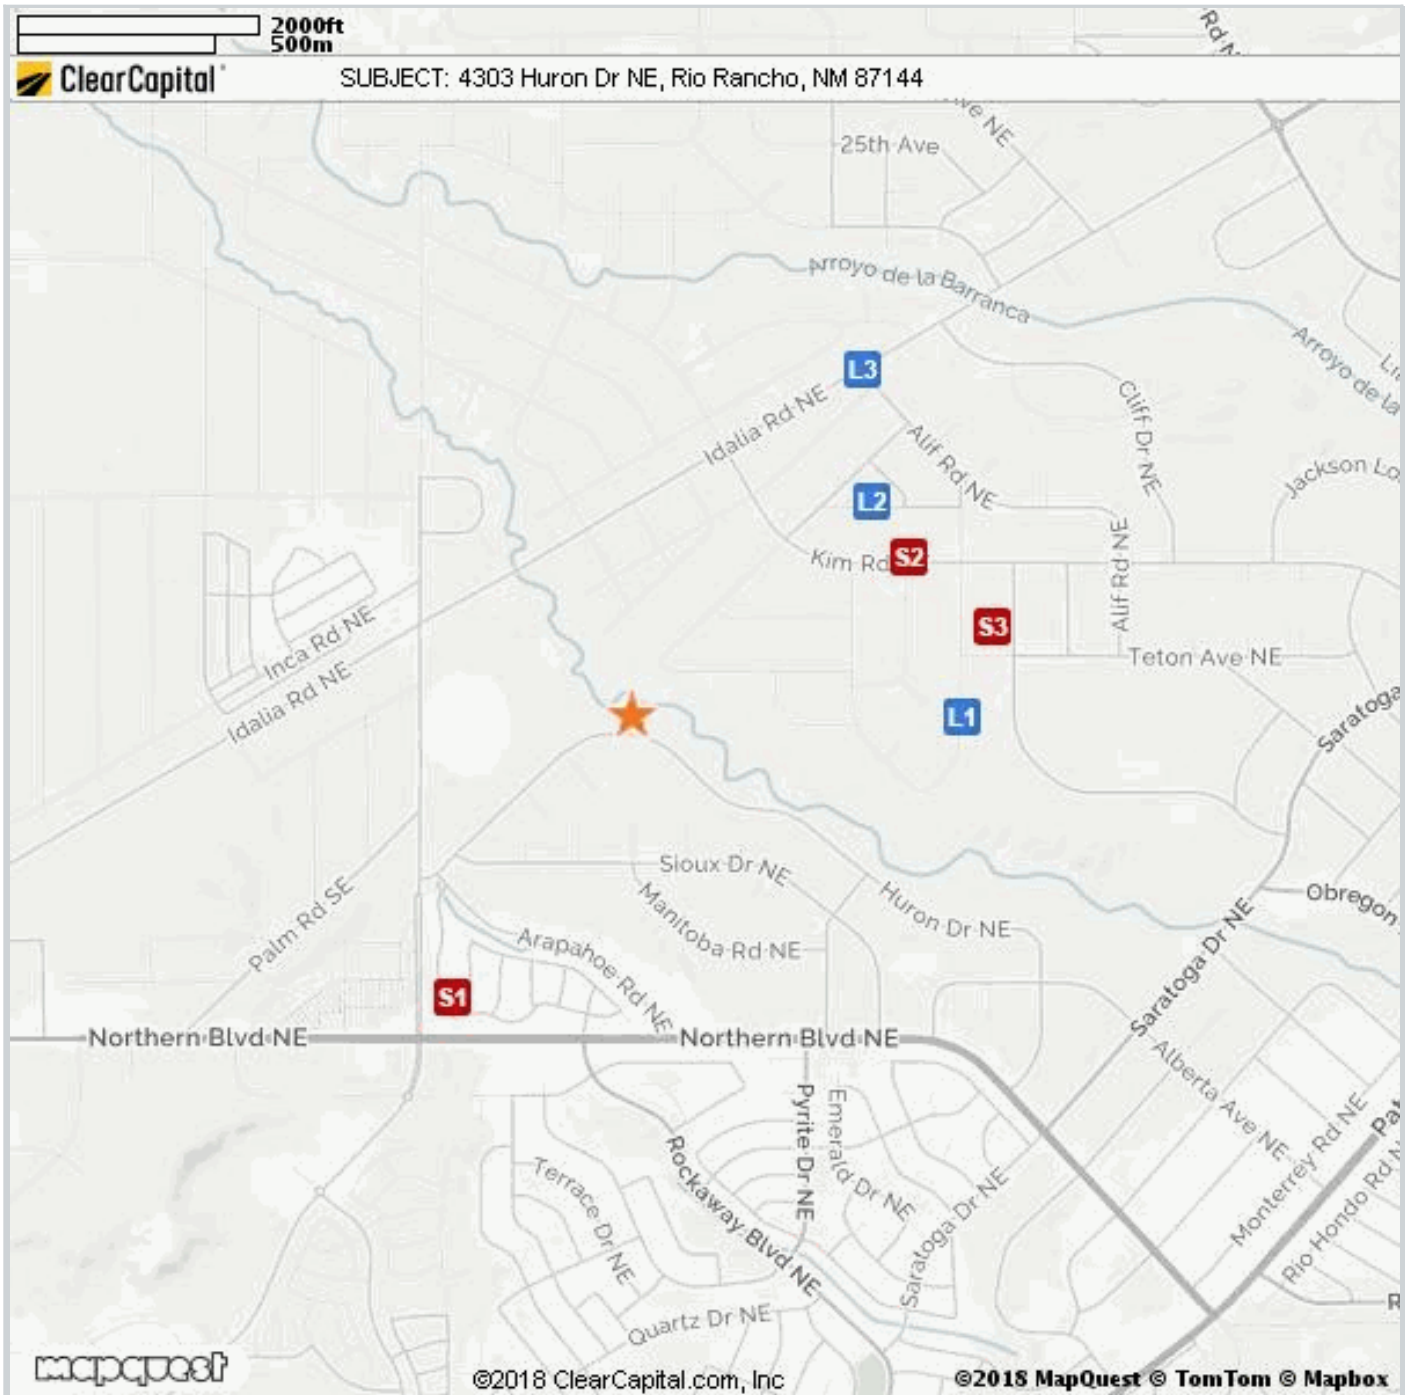 2000ft
500m
Rd N
ClearCapital
SUBJECT: 4303 Huron Dr NE, Rio Rancho, NM 87144
Ave NE
25th Ave
Arroyo de la Barranca
Arroyo de la
L3
Idalia Rd NE
Cliff Dr NE
Alif Rd NE
Jackson Lo
L2
Kim Rd
S2
Alif Rd NE
S3
Inca Rd NE
Teton Ave NE
Idalia Rd NE
L1
Saratoga
Sioux Dr NE
Palm Rd SE
Manitoba Rd NE
Huron Dr NE
Obregon
Arapahoe Rd NE
Saratoga Dr NE
S1
Northern Blvd NE
Northern Blvd NE
Alberta Ave NE
Pyrite Dr NE
Emerald Dr NE
Monterrey Rd NE
Pat
Rockaway Blvd NE
Terrace Dr NE
Saratoga Dr NE
Rio Hondo Rd N
R
Quartz Dr NE
mapquest
©2018 ClearCapital.com, Inc
©2018 MapQuest © TomTom © Mapbox